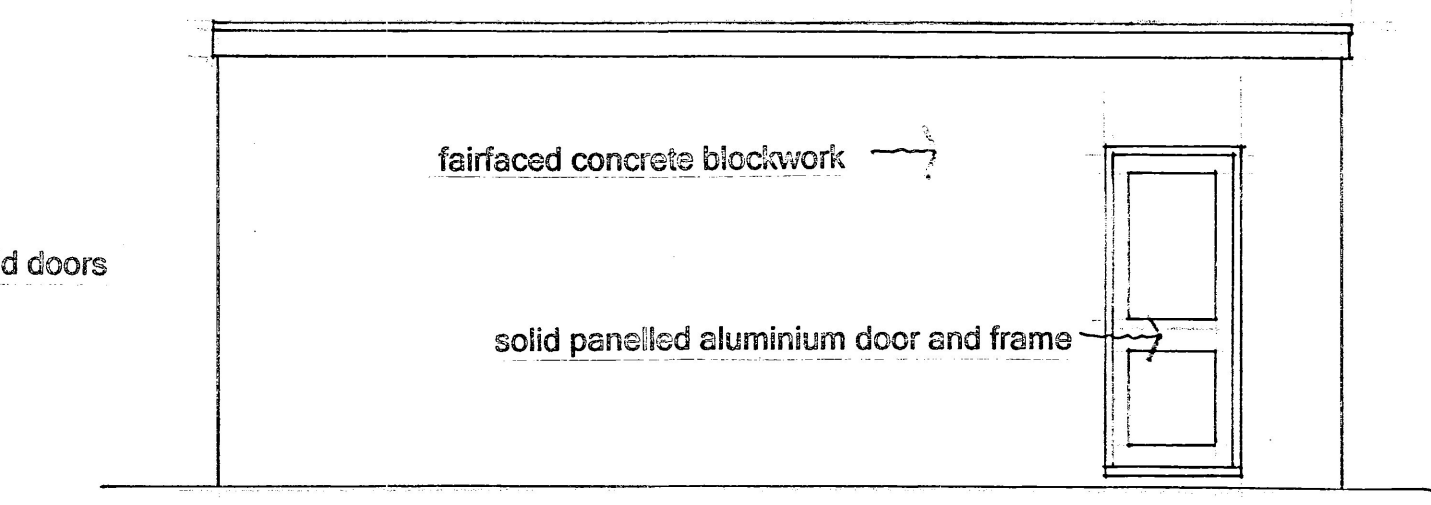 fairfaced concrete blockwork
d doors
solid panelled aluminium door and frame